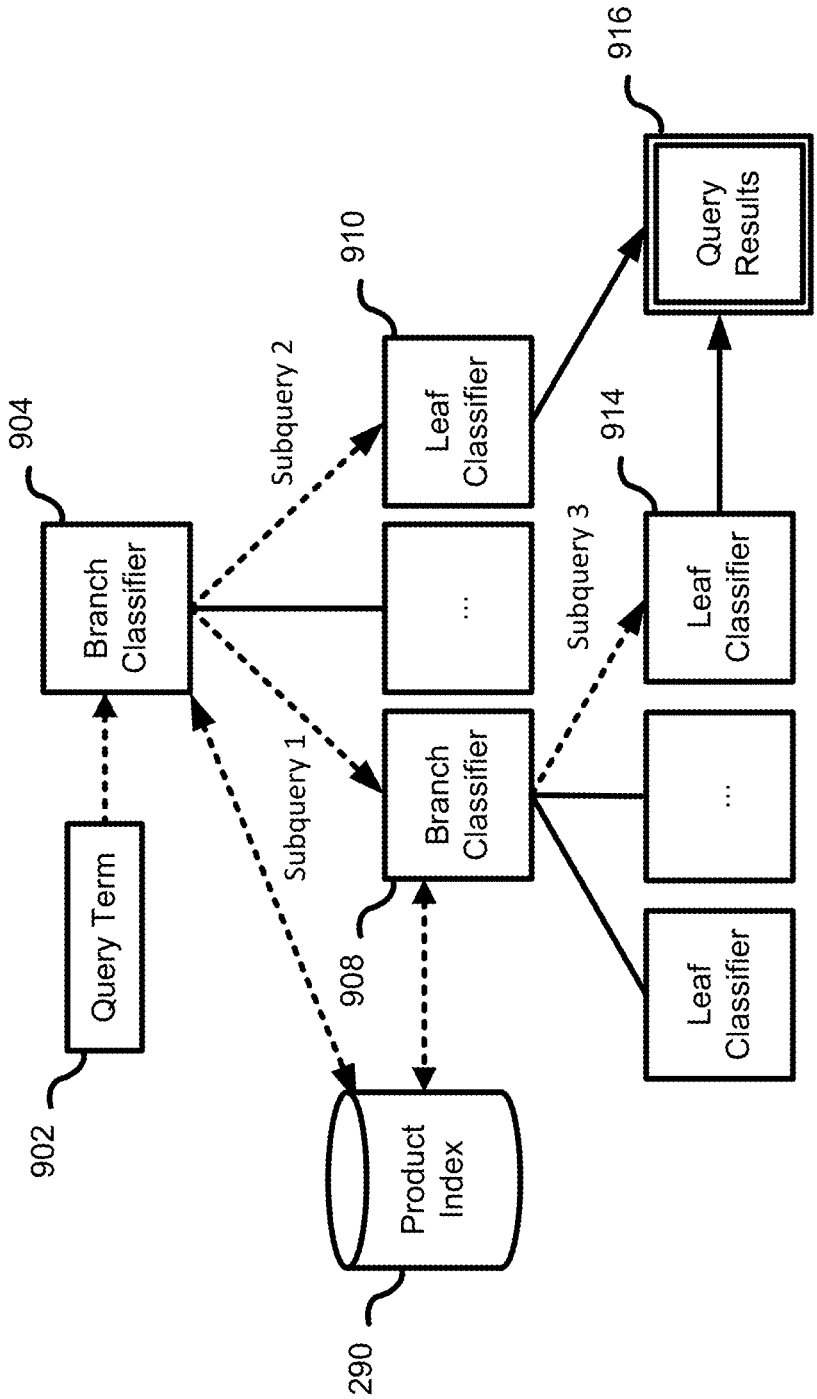 902
Query Term
904
Branch
Classifier
Subquery 1
Subquery 2
290
Product
Index
908
Branch
Classifier
...
910
Leaf
Classifier
Subquery 3
Leaf
Classifier
...
914
Leaf
Classifier
916
Query
Results